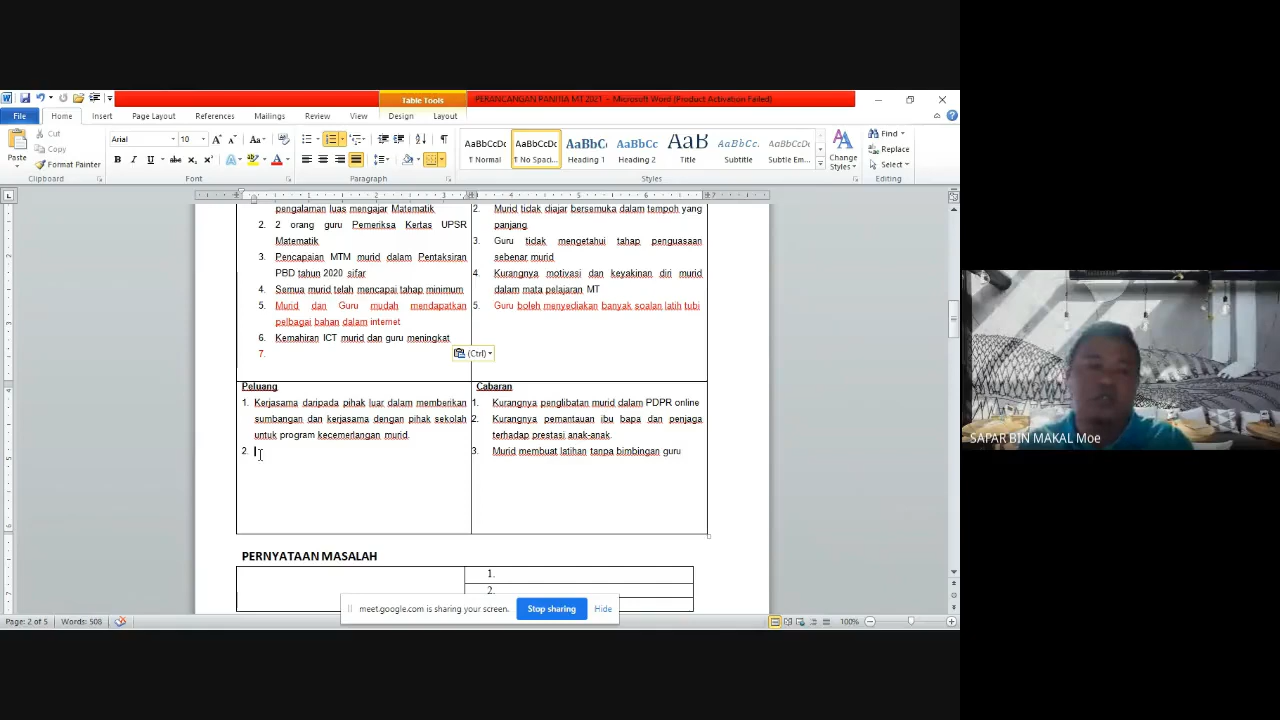 Table Tools
PERANCANGAN PANITIA MT 2021 - Microsoft Word (Product Activation Failed)
File Home Insert Page Layout References Mailings Review View Design Layout
Cut
Copy
Format Painter
Paste
Clipboard
Arial 10
Font
Paragraph
AaBbCcDc AaBbCcDc AaBbC AaBbC AaB AaBbCc. AaBbCcDc
¶ Normal ¶ No Spaci... Heading 1 Heading 2 Title Subtitle Subtle Em...
Change Styles
Styles
Find
Replace
Select
Editing
pengalaman luas mengajar Matematik
2. 2 orang guru Pemeriksa Kertas UPSR
Matematik
3. Pencapaian MTM murid dalam Pentaksiran
PBD tahun 2020 sifar
4. Semua murid telah mencapai tahap minimum
5. Murid dan Guru mudah mendapatkan
pelbagai bahan dalam internet
6. Kemahiran ICT murid dan guru meningkat
7.
(Ctrl)
2. Murid tidak diajar bersemuka dalam tempoh yang
panjang
3. Guru tidak mengetahui tahap penguasaan
sebenar murid
4. Kurangnya motivasi dan keyakinan diri murid
dalam mata pelajaran MT
5. Guru boleh menyediakan banyak soalan latih tubi
Peluang
1. Kerjasama daripada pihak luar dalam memberikan
sumbangan dan kerjasama dengan pihak sekolah
untuk program kecemerlangan murid.
2.
Cabaran
1. Kurangnya penglibatan murid dalam PDPR online
2. Kurangnya pemantauan ibu bapa dan penjaga
terhadap prestasi anak-anak.
3. Murid membuat latihan tanpa bimbingan guru
PERNYATAAN MASALAH
1.
2.
meet.google.com is sharing your screen. Stop sharing Hide
Page: 2 of 5 Words: 508
100%
SAPAR BIN MAKAL Moe